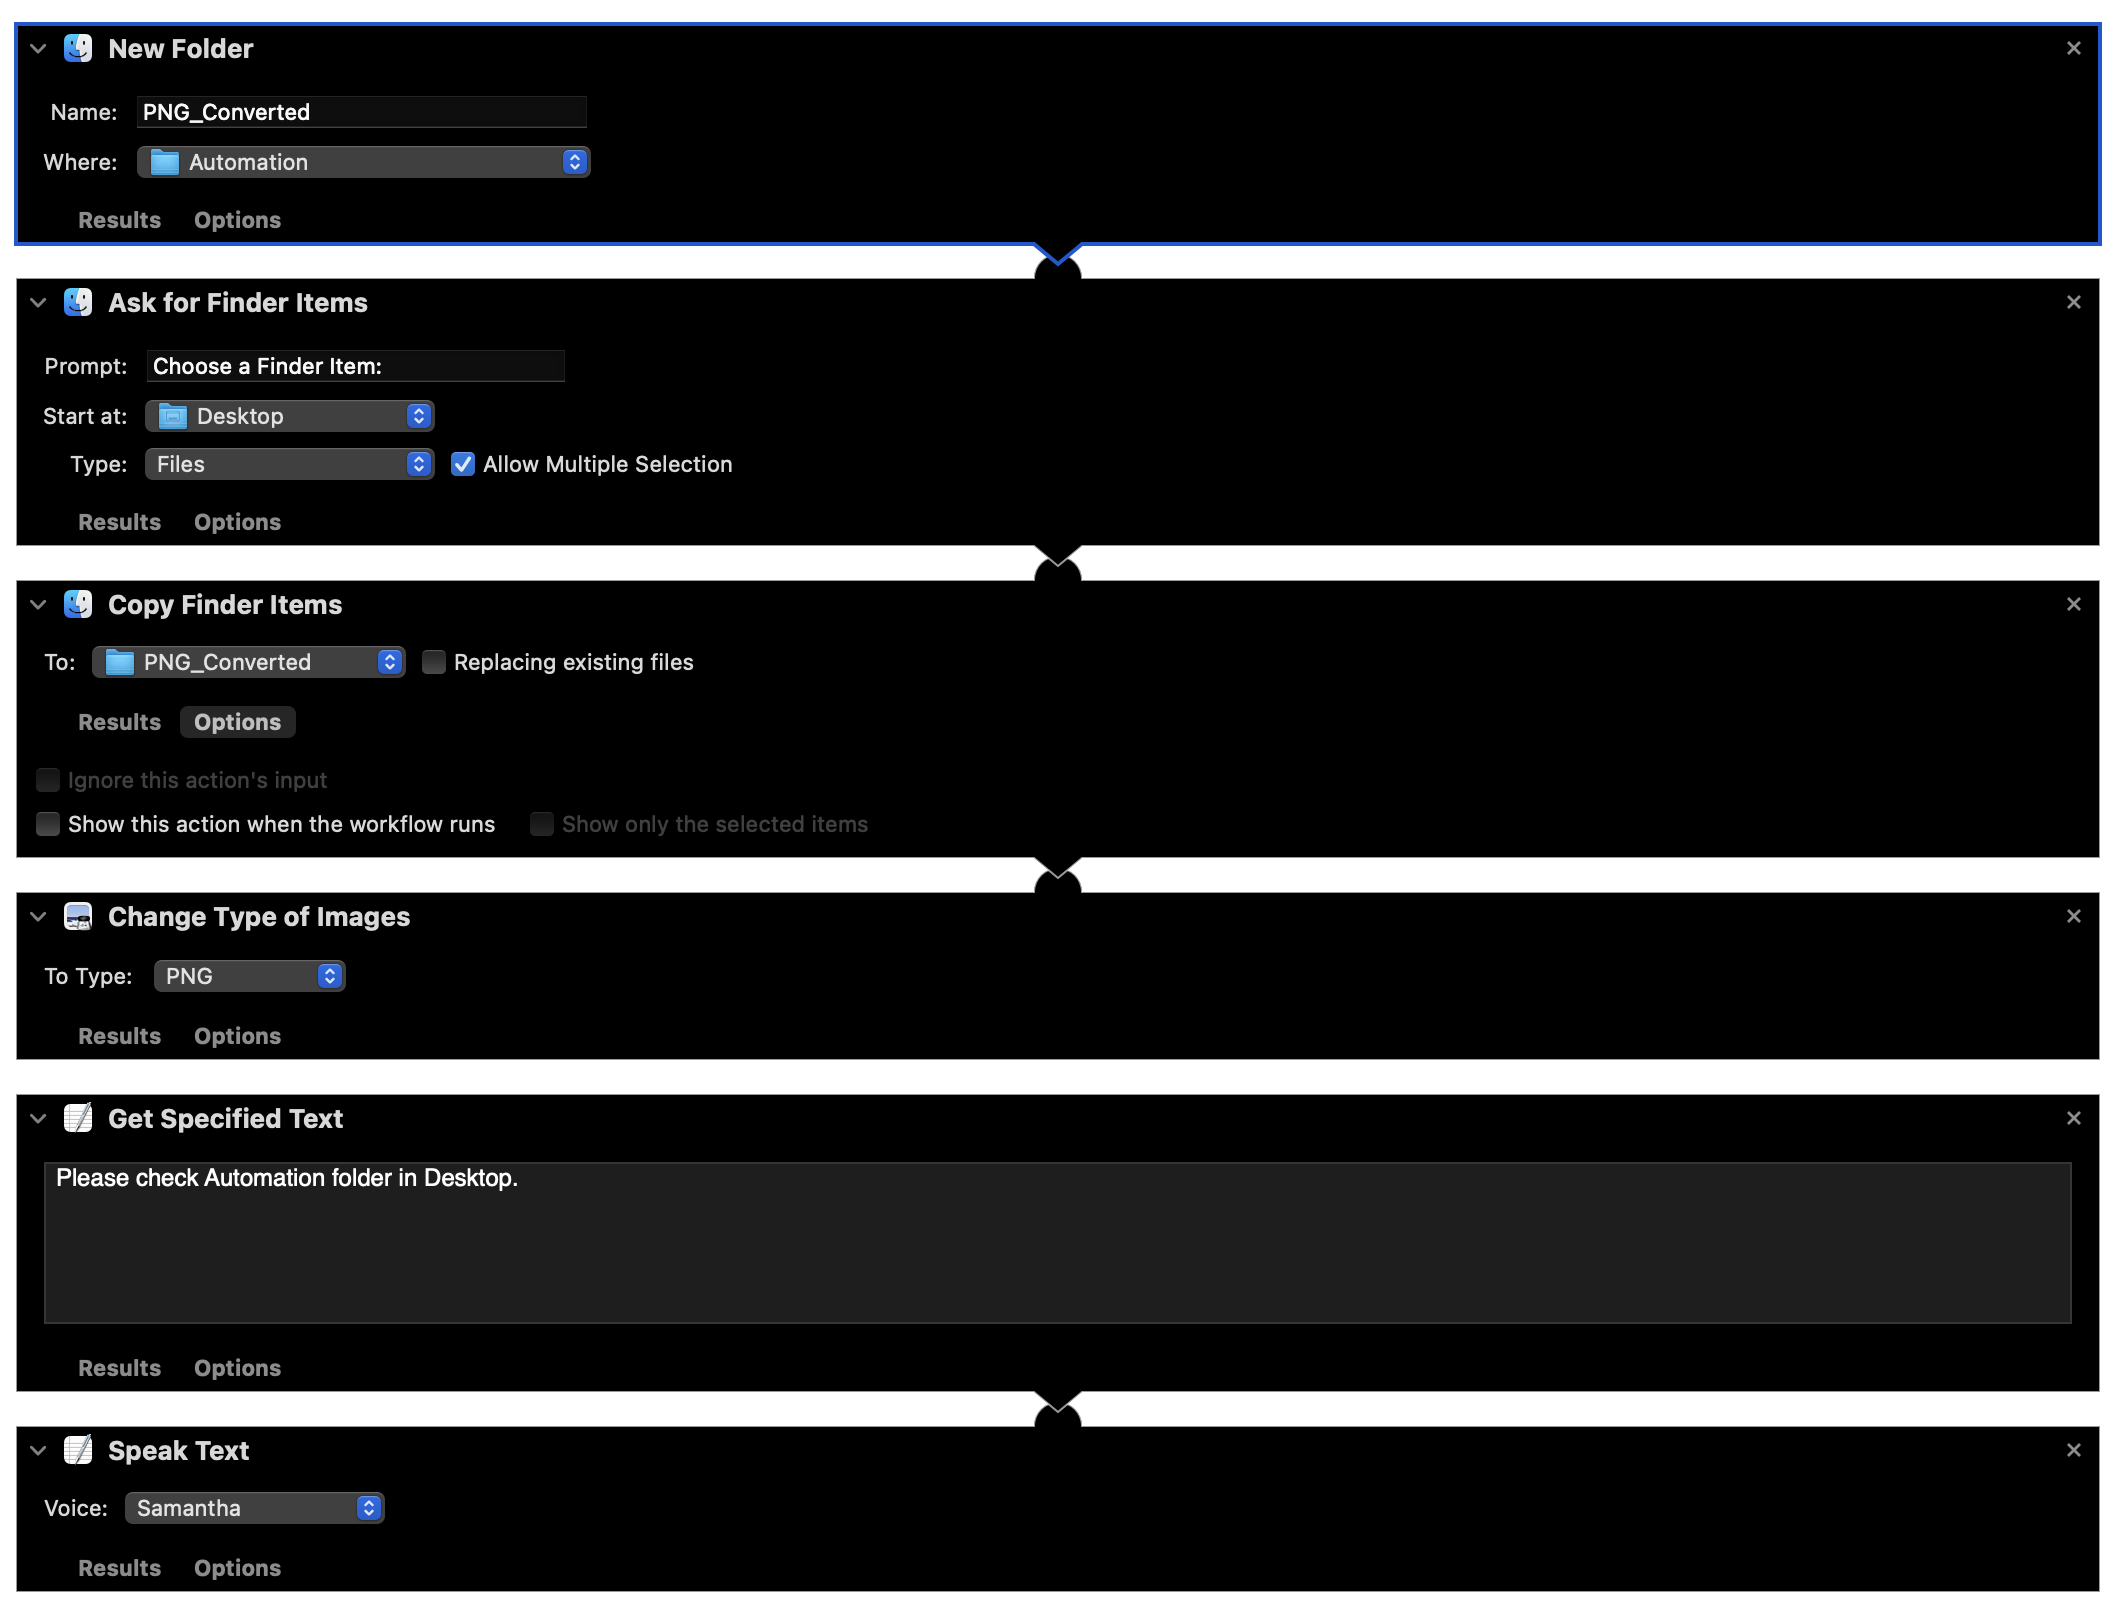 New Folder
Name: PNG_Converted
Where: Automation
Results Options
Ask for Finder Items
Prompt: Choose a Finder Item:
Start at: Desktop
Type: Files Allow Multiple Selection
Results Options
Copy Finder Items
To: PNG_Converted Replacing existing files
Results Options
Ignore this action's input
Show this action when the workflow runs Show only the selected items
Change Type of Images
To Type: PNG
Results Options
Get Specified Text
Please check Automation folder in Desktop.
Results Options
Speak Text
Voice: Samantha
Results Options